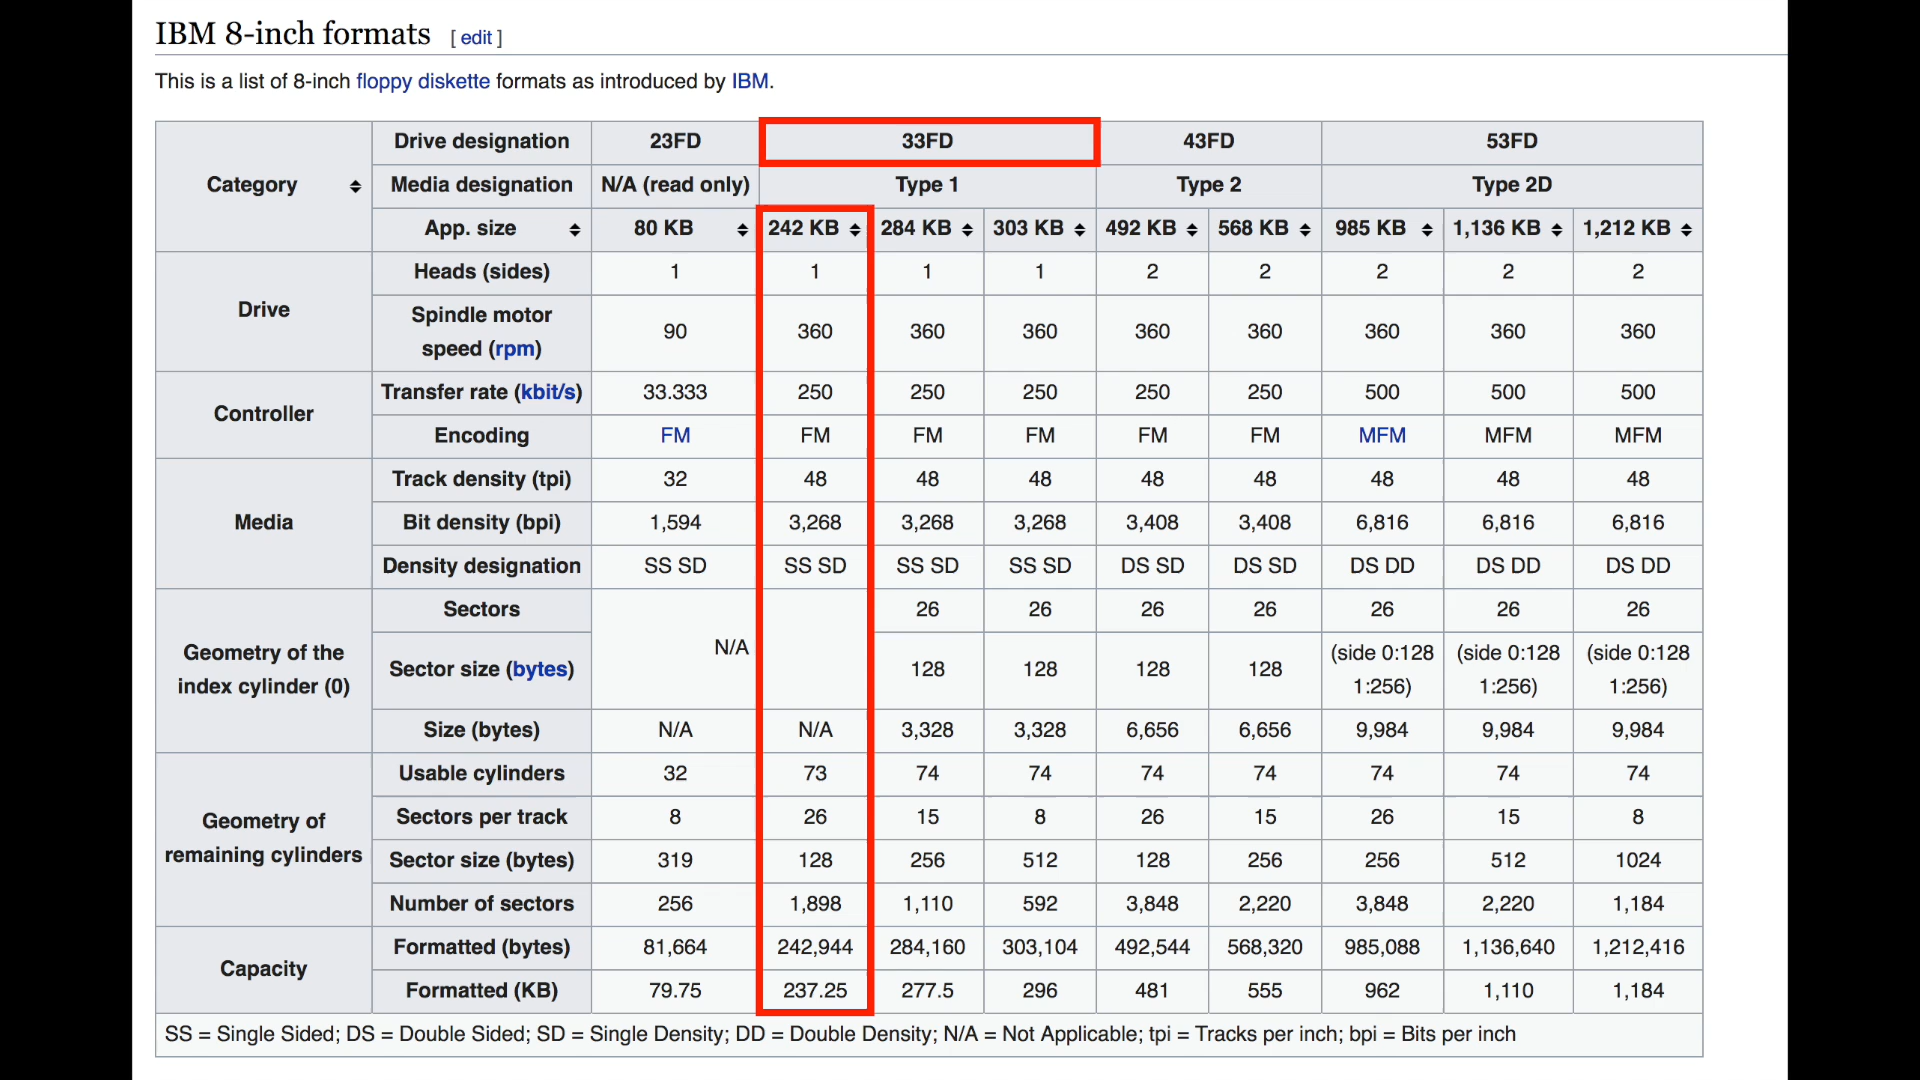 IBM 8-inch formats [ edit ]
This is a list of 8-inch floppy diskette formats as introduced by IBM.
Category Drive designation 23FD 33FD 43FD 53FD
Media designation N/A (read only) Type 1 Type 2 Type 2D
App. size 80 KB 242 KB 284 KB 303 KB 492 KB 568 KB 985 KB 1,136 KB 1,212 KB
Drive Heads (sides) 1 1 1 1 2 2 2 2 2
Spindle motor speed (rpm) 90 360 360 360 360 360 360 360 360
Controller Transfer rate (kbit/s) 33.333 250 250 250 250 250 500 500 500
Encoding FM FM FM FM FM FM MFM MFM MFM
Media Track density (tpi) 32 48 48 48 48 48 48 48 48
Bit density (bpi) 1,594 3,268 3,268 3,268 3,408 3,408 6,816 6,816 6,816
Density designation SS SD SS SD SS SD SS SD DS SD DS SD DS DD DS DD DS DD
Geometry of the index cylinder (0) Sectors N/A 26 26 26 26 26 26 26
Sector size (bytes) 128 128 128 128 (side 0:128 1:256) (side 0:128 1:256) (side 0:128 1:256)
Size (bytes) N/A N/A 3,328 3,328 6,656 6,656 9,984 9,984 9,984
Geometry of remaining cylinders Usable cylinders 32 73 74 74 74 74 74 74 74
Sectors per track 8 26 15 8 26 15 26 15 8
Sector size (bytes) 319 128 256 512 128 256 256 512 1024
Number of sectors 256 1,898 1,110 592 3,848 2,220 3,848 2,220 1,184
Capacity Formatted (bytes) 81,664 242,944 284,160 303,104 492,544 568,320 985,088 1,136,640 1,212,416
Formatted (KB) 79.75 237.25 277.5 296 481 555 962 1,110 1,184
SS = Single Sided; DS = Double Sided; SD = Single Density; DD = Double Density; N/A = Not Applicable; tpi = Tracks per inch; bpi = Bits per inch